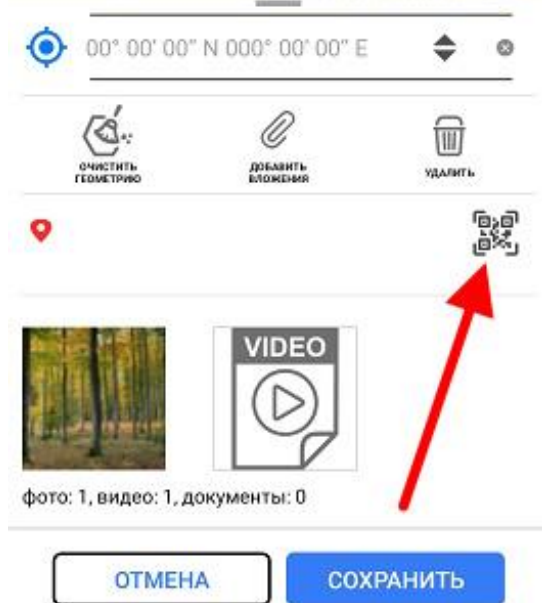 00° 00' 00" N 000° 00' 00" E
ОЧИСТИТЬ
ГЕОМЕТРИЮ
ДОБАВИТЬ
ВЛОЖЕНИЯ
УДАЛИТЬ
VIDEO
фото: 1, видео: 1, документы: 0
ОТМЕНА
СОХРАНИТЬ